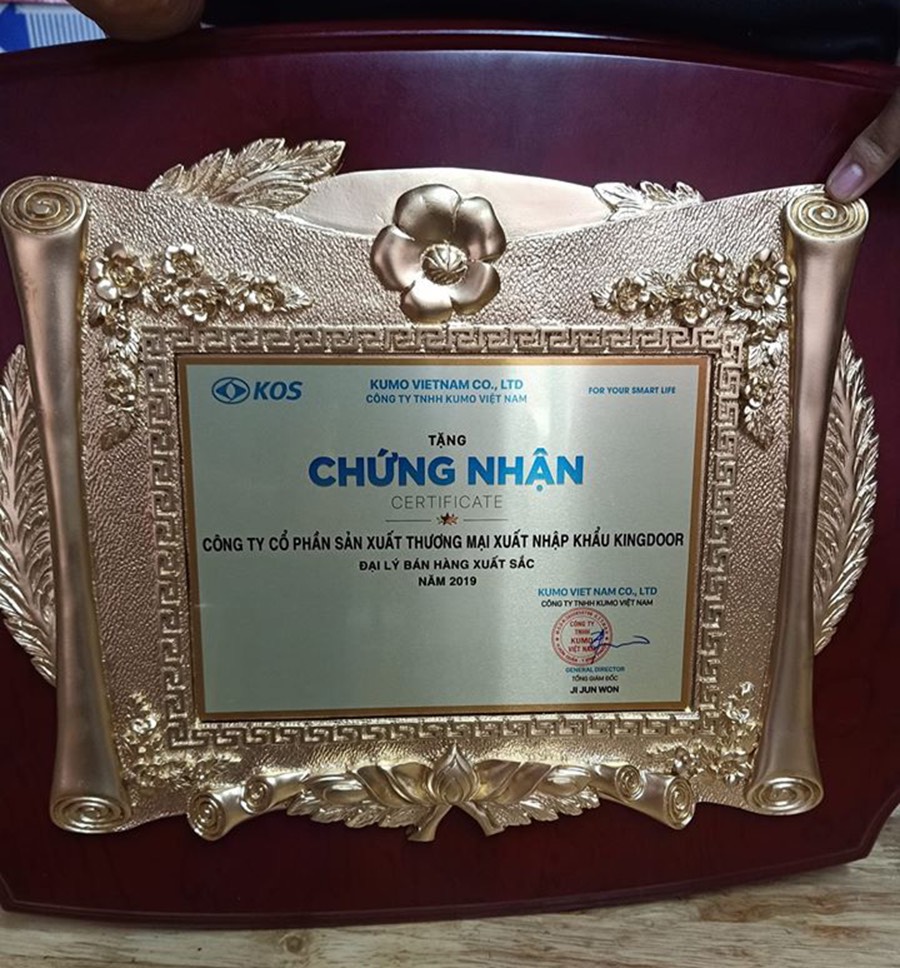 KOS
KUMO VIETNAM CO., LTD
CÔNG TY TNHH KUMO VIỆT NAM
FOR YOUR SMART LIFE
TẶNG
CHỨNG NHẬN
CERTIFICATE
CÔNG TY CỔ PHẦN SẢN XUẤT THƯƠNG MẠI XUẤT NHẬP KHẨU KINGDOOR
ĐẠI LÝ BÁN HÀNG XUẤT SẮC
NĂM 2019
KUMO VIET NAM CO., LTD
CÔNG TY TNHH KUMO VIỆT NAM
CÔNG TY
TNHH
KUMO
VIỆT NAM
GENERAL DIRECTOR
TỔNG GIÁM ĐỐC
JI JUN WON